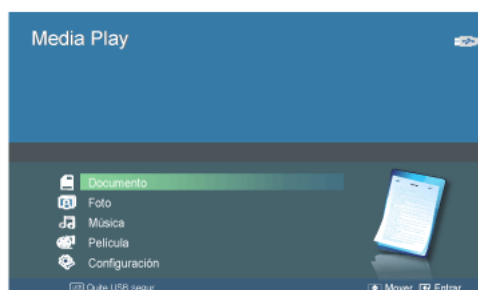 Media Play
Documento
Foto
Música
Película
Configuración
Quite USB segur.
Mover Entrar